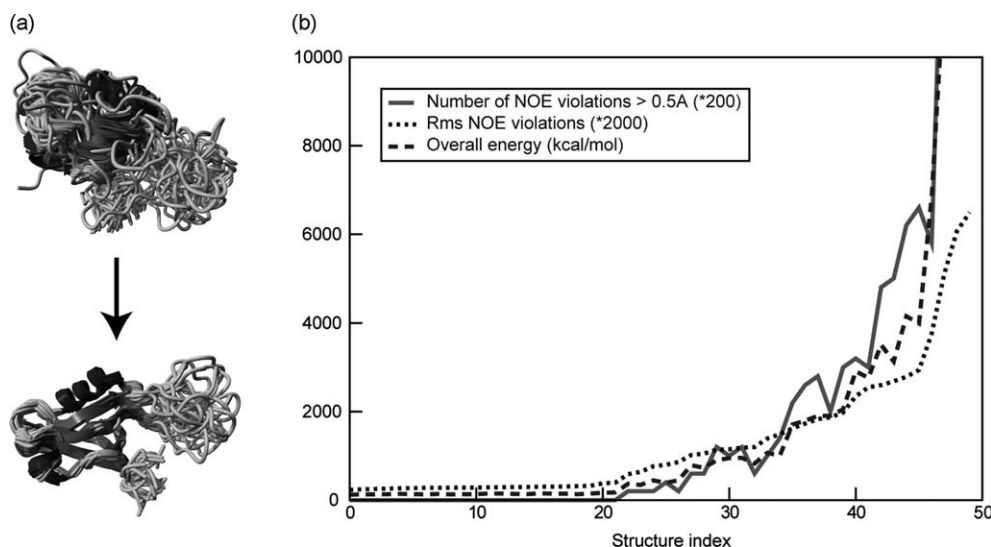 (a)
(b)
10000
8000
6000
4000
2000
0
Number of NOE violations > 0.5A (*200)
Rms NOE violations (*2000)
Overall energy (kcal/mol)
0 10 20 30 40 50
Structure index